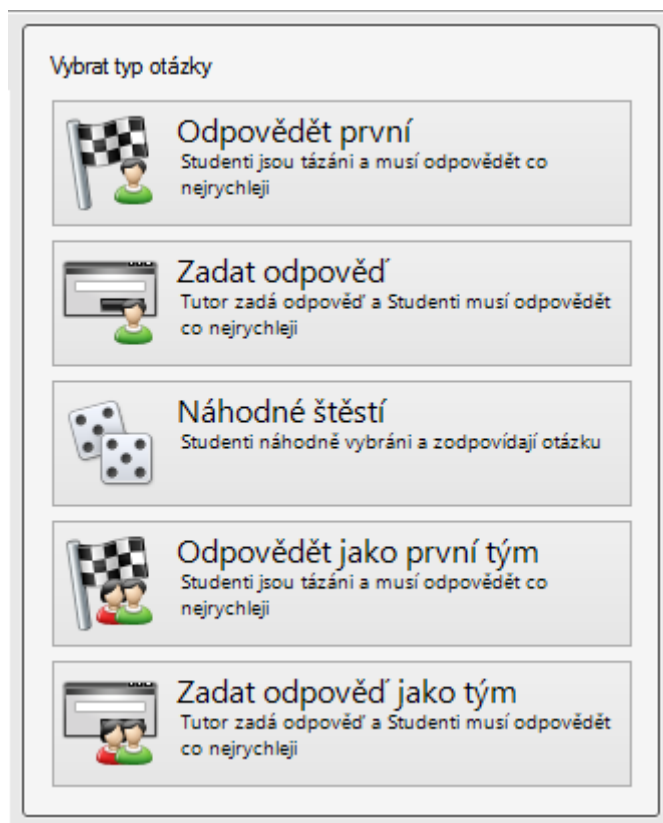 Vybrat typ otázky
Odpovědět první
Studenti jsou tázáni a musí odpovědět co
nejrychleji
Zadat odpověď
Tutor zadá odpověď a Studenti musí odpovědět
co nejrychleji
Náhodné štěstí
Studenti náhodně vybráni a zodpovídají otázku
Odpovědět jako první tým
Studenti jsou tázáni a musí odpovědět co
nejrychleji
Zadat odpověď jako tým
Tutor zadá odpověď a Studenti musí odpovědět
co nejrychleji